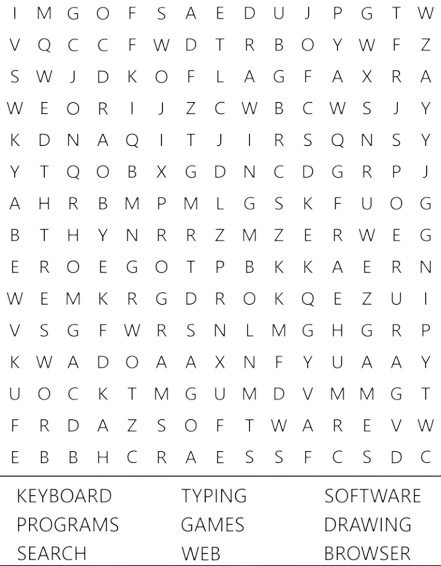 I M G O F S A E D U J P G T W
V Q C C F W D T R B O Y W F Z
S W J D K O F L A G F A X R A
W E O R I J Z C W B C W S J Y
K D N A Q I T J I R S Q N S Y
Y T Q O B X G D N C D G R P J
A H R B M P M L G S K F U O G
B T H Y N R R Z M Z E R W E G
E R O E G O T P B K K A E R N
W E M K R G D R O K Q E Z U I
V S G F W R S N L M G H G R P
K W A D O A A X N F Y U A A Y
U O C K T M G U M D V M M G T
F R D A Z S O F T W A R E V W
E B B H C R A E S S F C S D C
KEYBOARD TYPING SOFTWARE
PROGRAMS GAMES DRAWING
SEARCH WEB BROWSER